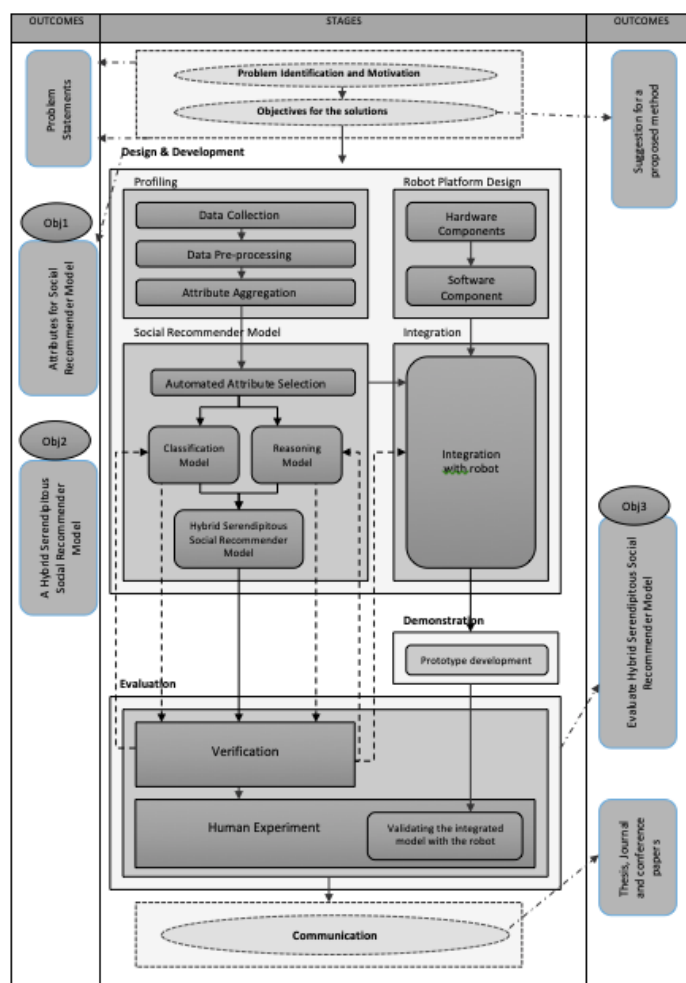 OUTCOMES
STAGES
OUTCOMES
Problem Identification and Motivation
Objectives for the solutions
Problem
Statements
Suggestion for a
proposed method
Design & Development
Profiling
Data Collection
Data Pre-processing
Attribute Aggregation
Robot Platform Design
Hardware
Components
Software
Component
Obj1
Attributes for Social
Recommender Model
Social Recommender Model
Automated Attribute Selection
Classification
Model
Reasoning
Model
Hybrid Serendipitous
Social Recommender
Model
Integration
Integration
with robot
Obj2
A Hybrid Serendipitous
Social Recommender
Model
Obj3
Evaluate Hybrid Serendipitous Social
Recommender Model
Demonstration
Prototype development
Evaluation
Verification
Human Experiment
Validating the integrated
model with the robot
Thesis, Journal
and conference
papers
Communication